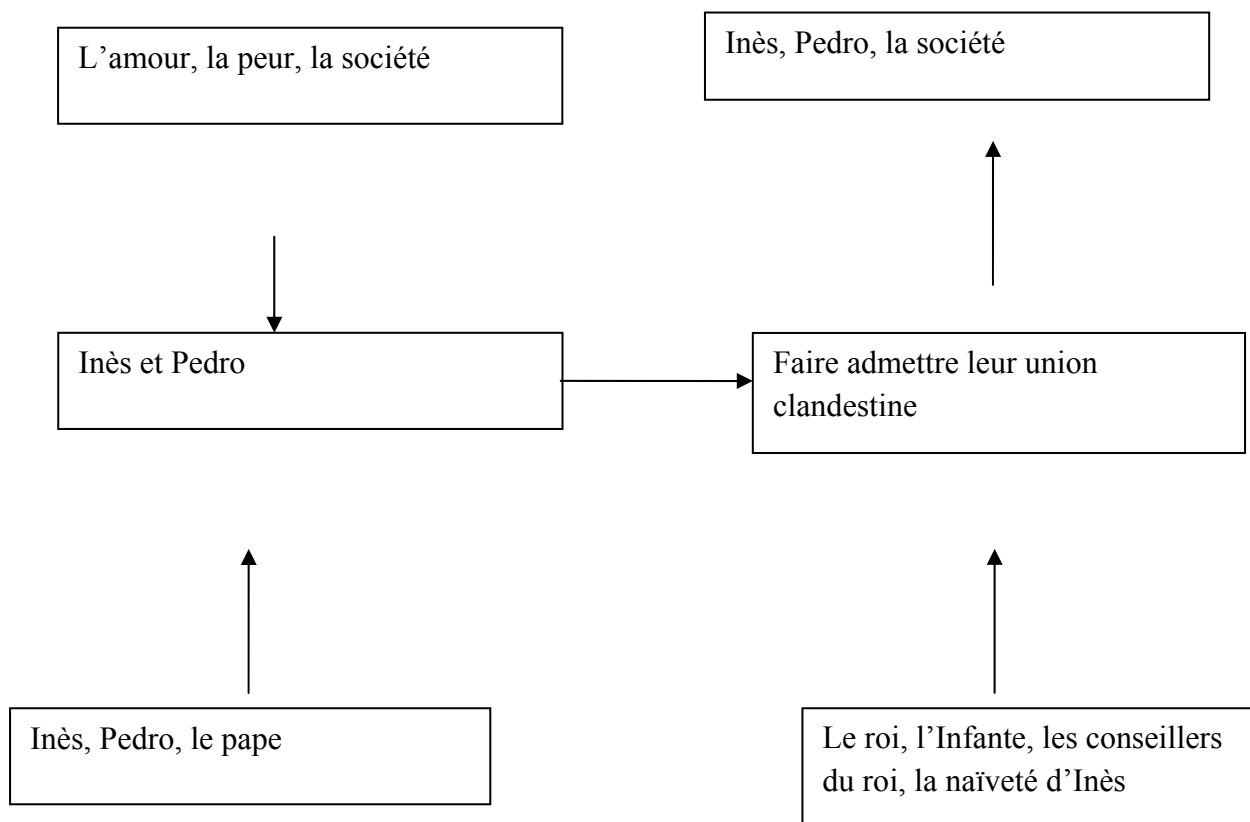 L’amour, la peur, la société
Inès, Pedro, la société
Inès et Pedro
Faire admettre leur union
clandestine
Inès, Pedro, le pape
Le roi, l’Infante, les conseillers
du roi, la naïveté d’Inès